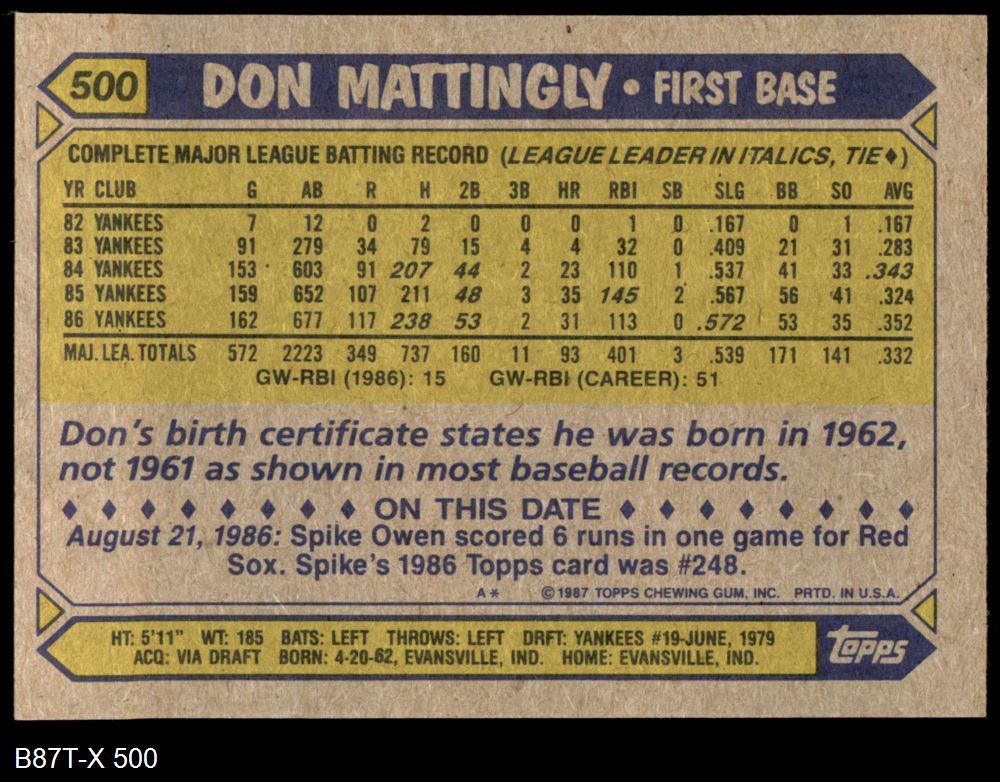 500 DON MATTINGLY • FIRST BASE
COMPLETE MAJOR LEAGUE BATTING RECORD (LEAGUE LEADER IN ITALICS, TIE♦)
YR CLUB G AB R H 2B 3B HR RBI SB SLG BB SO AVG
82 YANKEES 7 12 0 2 0 0 0 1 0 .167 0 1 .167
83 YANKEES 91 279 34 79 15 4 4 32 0 .409 21 31 .283
84 YANKEES 153 603 91 207 44 2 23 110 1 .537 41 33 .343
85 YANKEES 159 652 107 211 48 3 35 145 2 .567 56 41 .324
86 YANKEES 162 677 117 238 53 2 31 113 0 .572 53 35 .352
MAJ. LEA. TOTALS 572 2223 349 737 160 11 93 401 3 .539 171 141 .332
GW-RBI (1986): 15 GW-RBI (CAREER): 51
Don's birth certificate states he was born in 1962,
not 1961 as shown in most baseball records.
♦ ♦ ♦ ♦ ♦ ♦ ♦ ♦ ON THIS DATE ♦ ♦ ♦ ♦ ♦ ♦ ♦ ♦
August 21, 1986: Spike Owen scored 6 runs in one game for Red
Sox. Spike's 1986 Topps card was #248.
A* ©1987 TOPPS CHEWING GUM, INC. PRTD. IN U.S.A.
HT: 5'11" WT: 185 BATS: LEFT THROWS: LEFT DRFT: YANKEES #19-JUNE, 1979
ACQ: VIA DRAFT BORN: 4-20-62, EVANSVILLE, IND. HOME: EVANSVILLE, IND.
topps
B87T-X 500